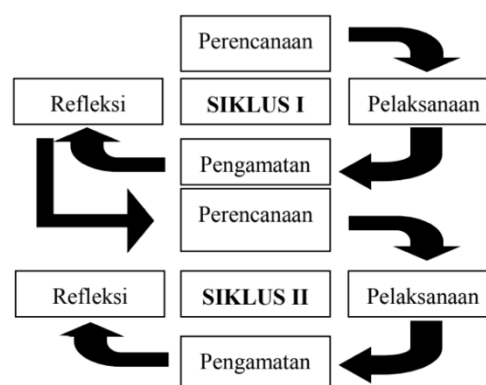 Perencanaan
Refleksi
SIKLUS I
Pelaksanaan
Pengamatan
Perencanaan
Refleksi
SIKLUS II
Pelaksanaan
Pengamatan